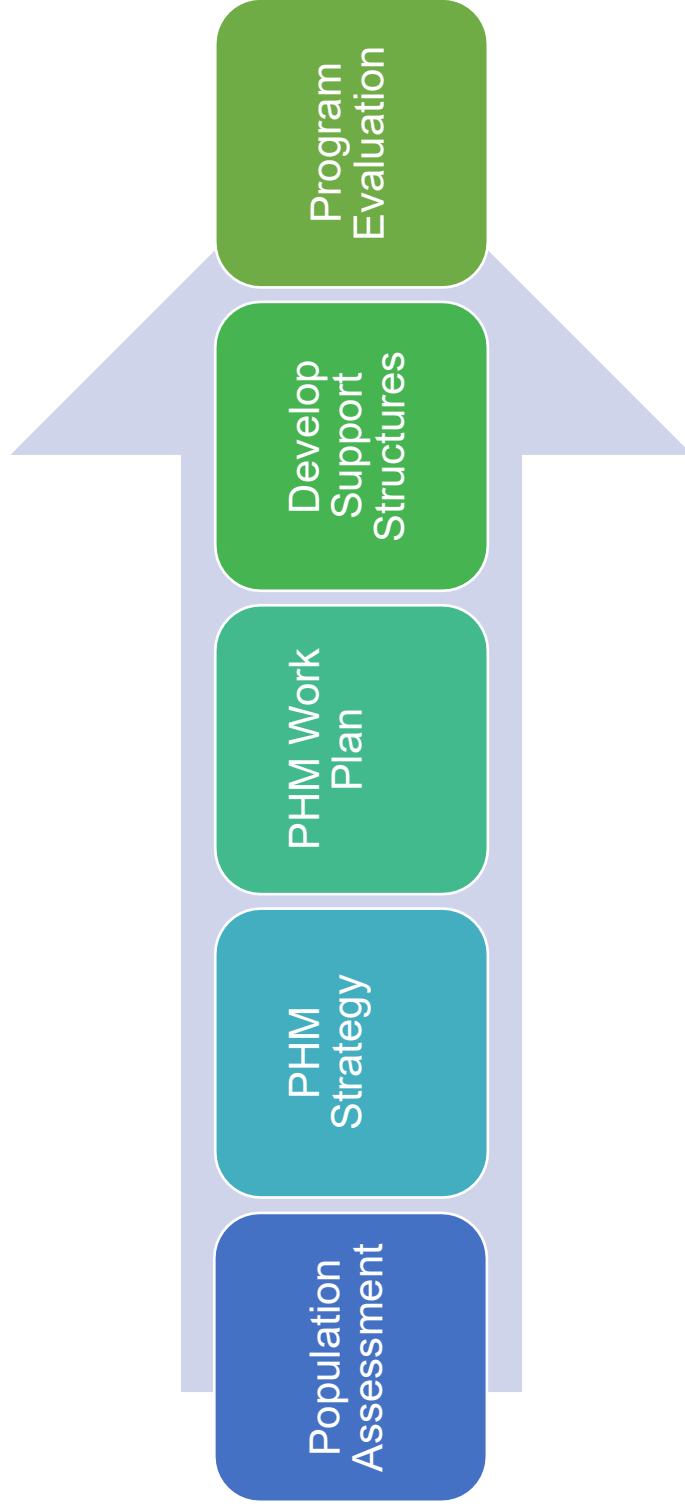 Population
Assessment
PHM
Strategy
PHM Work
Plan
Develop
Support
Structures
Program
Evaluation